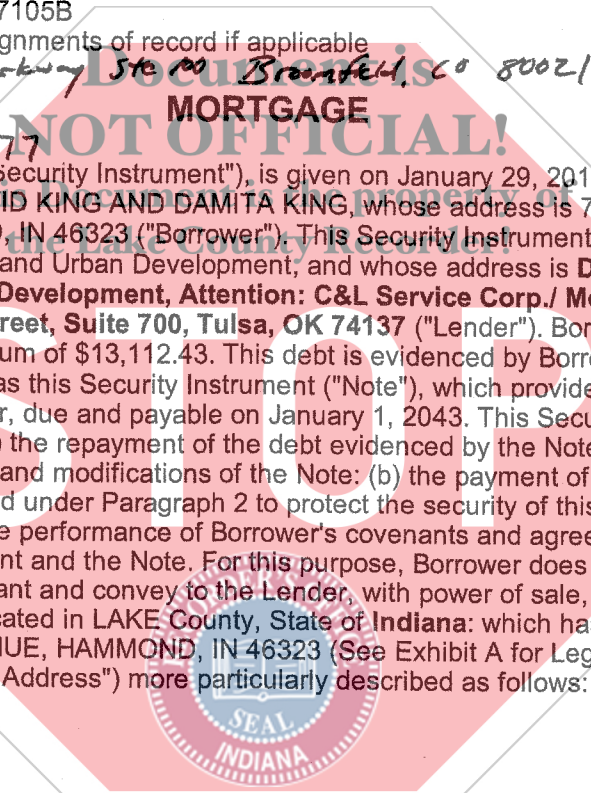 7105B
gnments of record if applicable
kway Ste 100 Broomfield, CO 80021
Document is
MORTGAGE
NOT OFFICIAL!
77
Security Instrument"), is given on January 29, 201
This Document is the property of
ID KING AND DAMITA KING, whose address is 7
, IN 46323 ("Borrower"). This Security Instrument
the Lake County Recorder!
and Urban Development, and whose address is D
Development, Attention: C&L Service Corp./ Mo
reet, Suite 700, Tulsa, OK 74137 ("Lender"). Bor
um of $13,112.43. This debt is evidenced by Borro
as this Security Instrument ("Note"), which provide
r, due and payable on January 1, 2043. This Secu
the repayment of the debt evidenced by the Note
and modifications of the Note: (b) the payment of
d under Paragraph 2 to protect the security of this
e performance of Borrower's covenants and agree
nt and the Note. For this purpose, Borrower does
ant and convey to the Lender, with power of sale,
cated in LAKE County, State of Indiana: which ha
NUE, HAMMOND, IN 46323 (See Exhibit A for Leg
Address") more particularly described as follows:
STOP
RECORDER'S OFFICE
SEAL
INDIANA